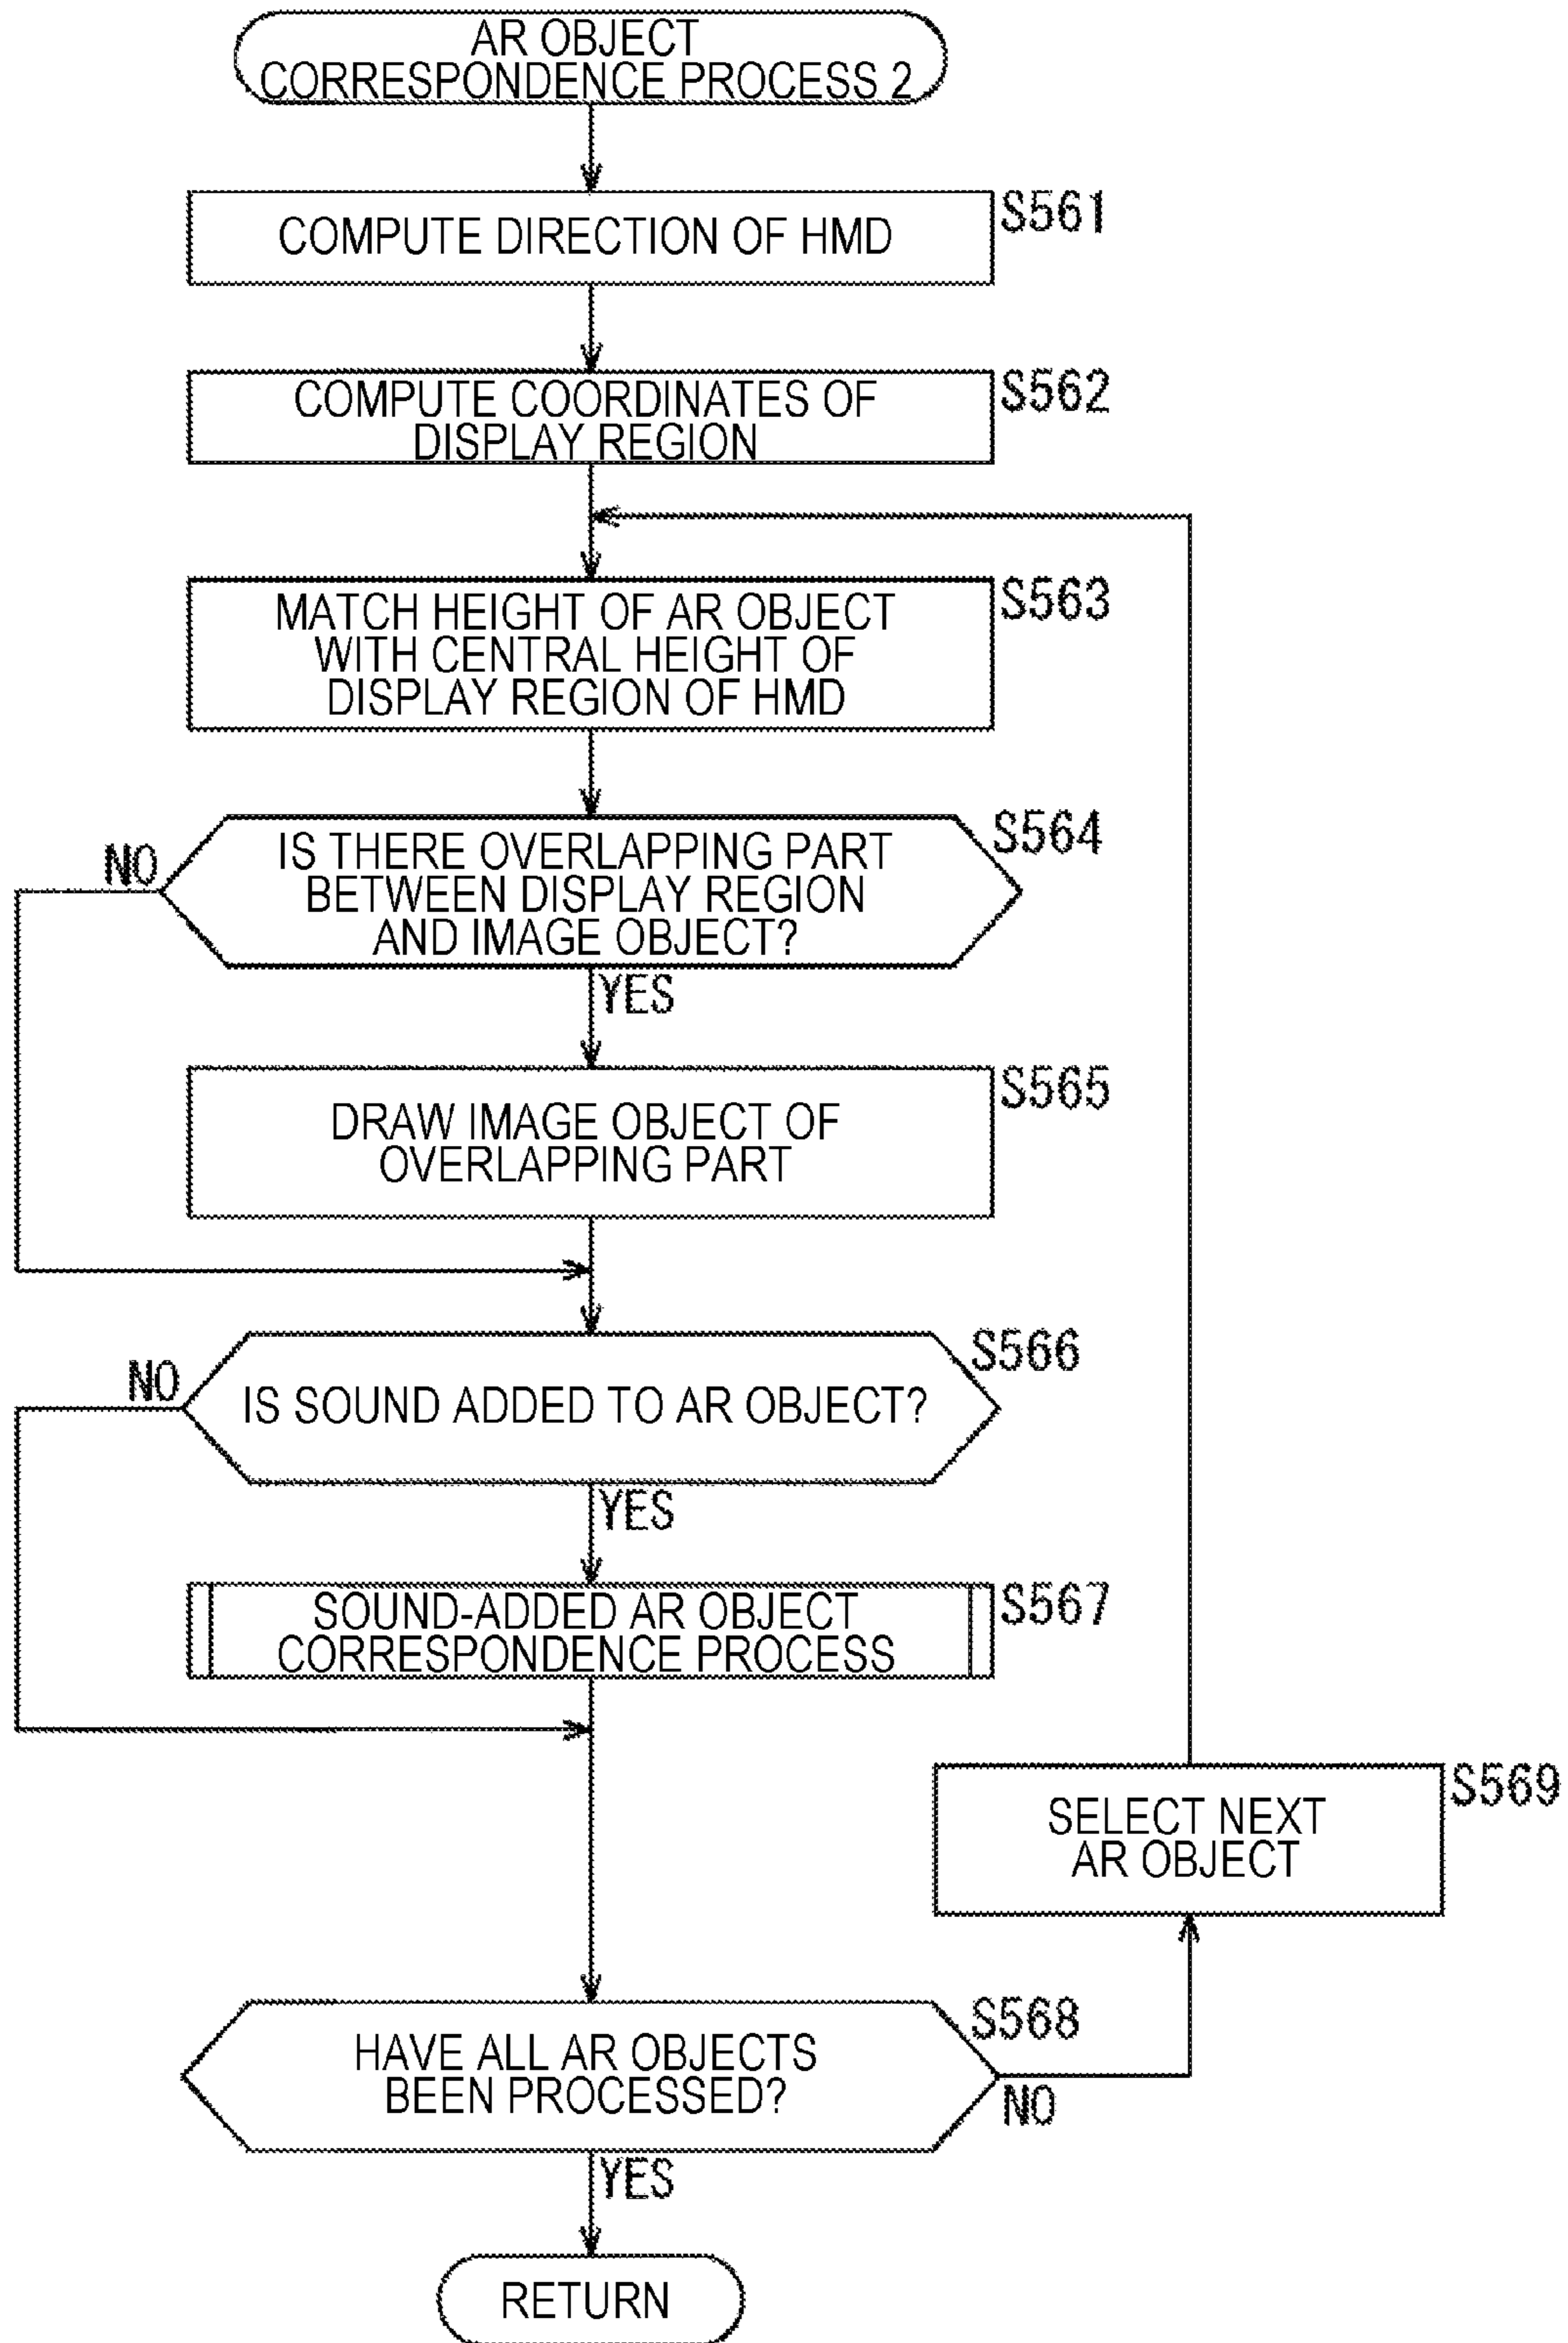 AR OBJECT
CORRESPONDENCE PROCESS 2
S561
COMPUTE DIRECTION OF HMD
S562
COMPUTE COORDINATES OF
DISPLAY REGION
S563
MATCH HEIGHT OF AR OBJECT
WITH CENTRAL HEIGHT OF
DISPLAY REGION OF HMD
S564
NO
IS THERE OVERLAPPING PART
BETWEEN DISPLAY REGION
AND IMAGE OBJECT?
YES
S565
DRAW IMAGE OBJECT OF
OVERLAPPING PART
S566
NO
IS SOUND ADDED TO AR OBJECT?
YES
S567
SOUND-ADDED AR OBJECT
CORRESPONDENCE PROCESS
S569
SELECT NEXT
AR OBJECT
S568
HAVE ALL AR OBJECTS
BEEN PROCESSED?
NO
YES
RETURN